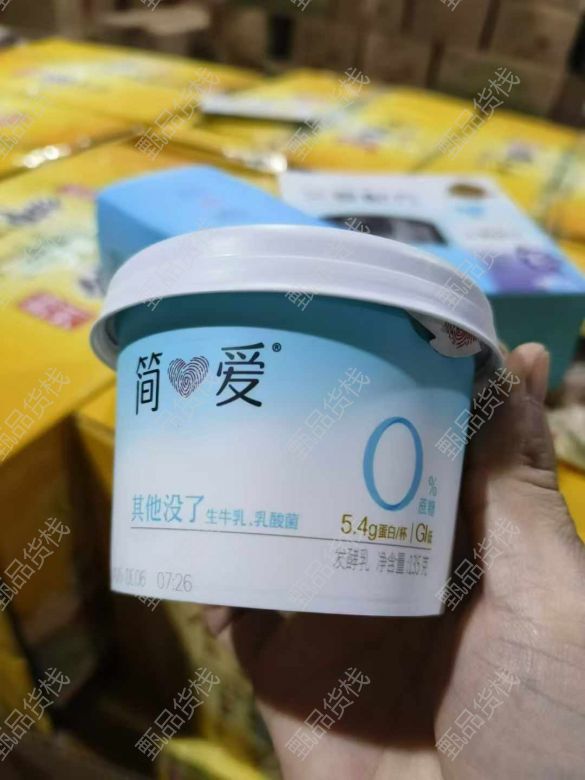 简爱®
0%
蔗糖
其他没了 生牛乳、乳酸菌
5.4g蛋白/杯|GI低
发酵乳 净含量:135克
06.06 07:26
甄品货栈